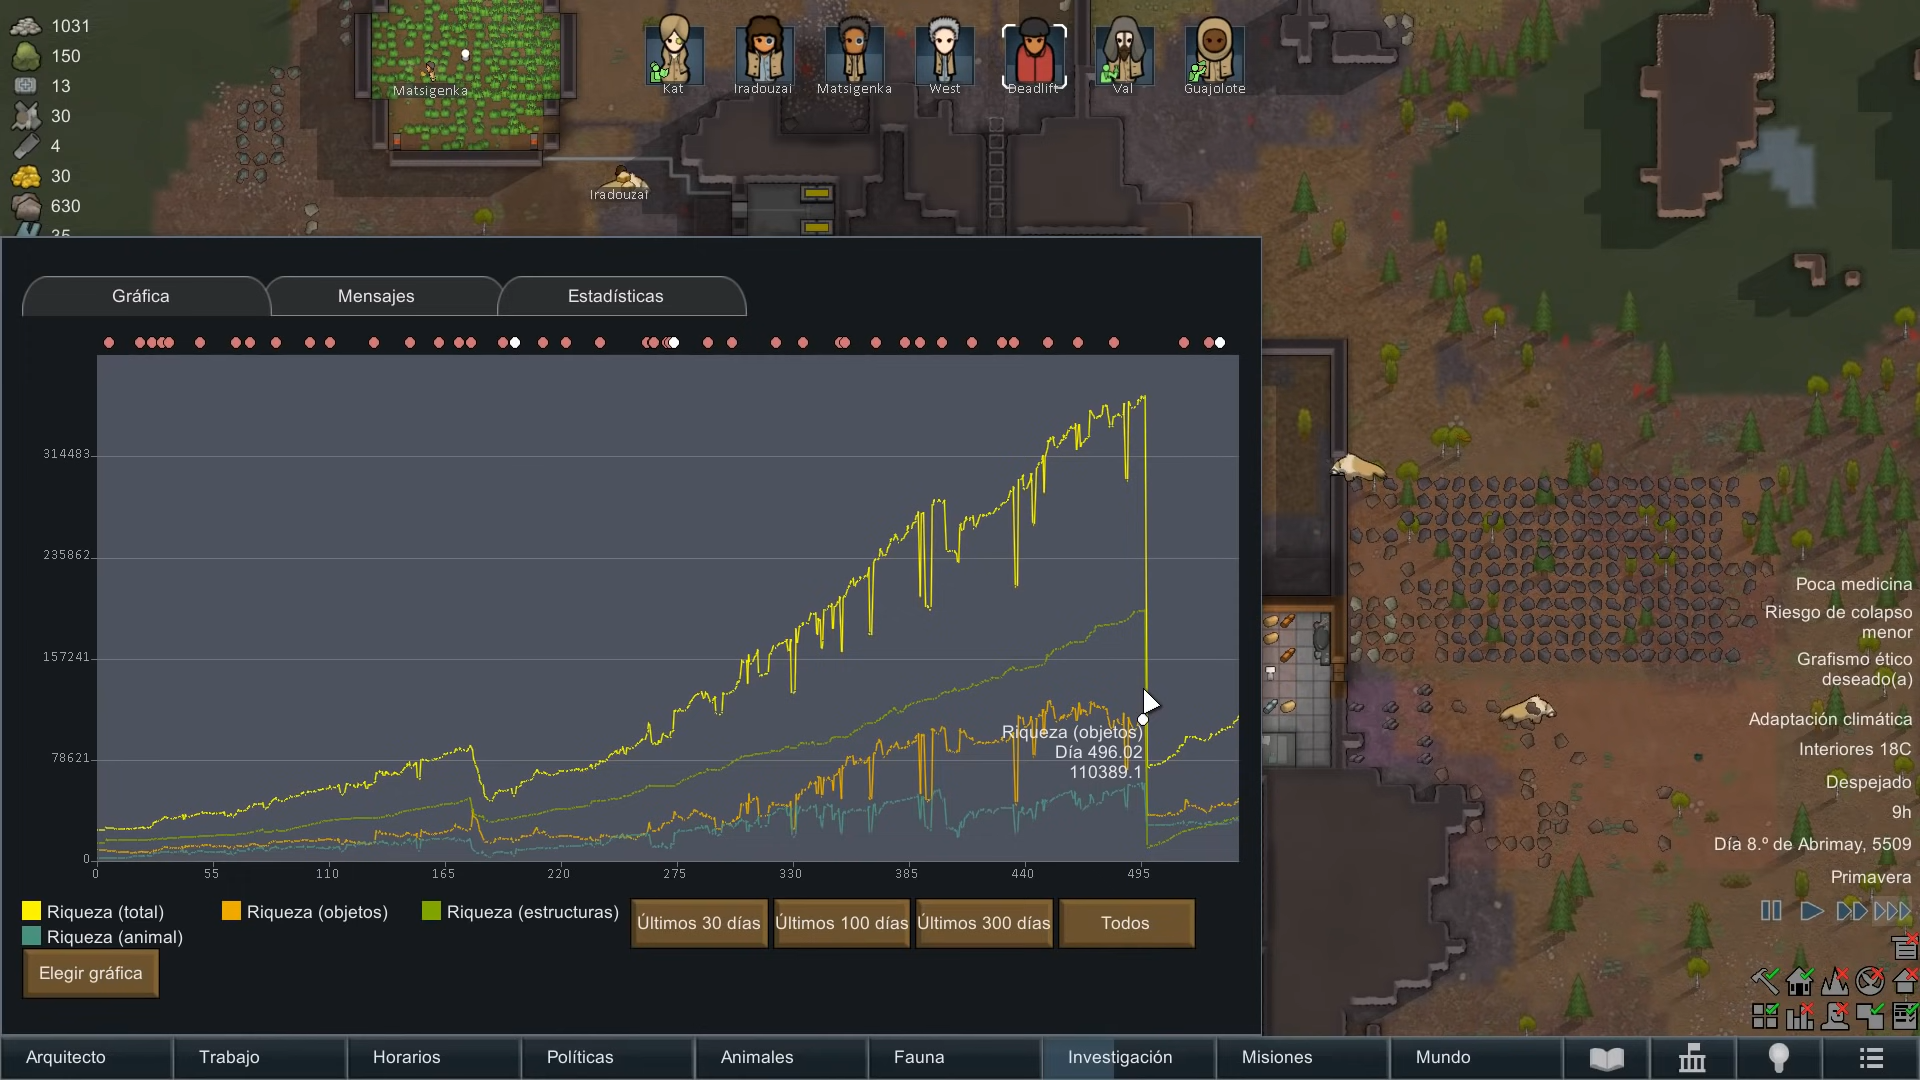 1031
150
13
30
4
30
630
35
Matsigenka
Kat
Iradouzai
Matsigenka
West
Deadlift
Val
Guajolote
Iradouzai
Gráfica
Mensajes
Estadísticas
314483
235862
157241
78621
0
0
55
110
165
220
275
330
385
440
495
Riqueza (objetos)
Día 496.02
110389.1
Riqueza (total)
Riqueza (objetos)
Riqueza (estructuras)
Riqueza (animal)
Últimos 30 días
Últimos 100 días
Últimos 300 días
Todos
Elegir gráfica
Poca medicina
Riesgo de colapso
menor
Grafismo ético
deseado(a)
Adaptación climática
Interiores 18C
Despejado
9h
Día 8.º de Abrimay, 5509
Primavera
Arquitecto
Trabajo
Horarios
Políticas
Animales
Fauna
Investigación
Misiones
Mundo